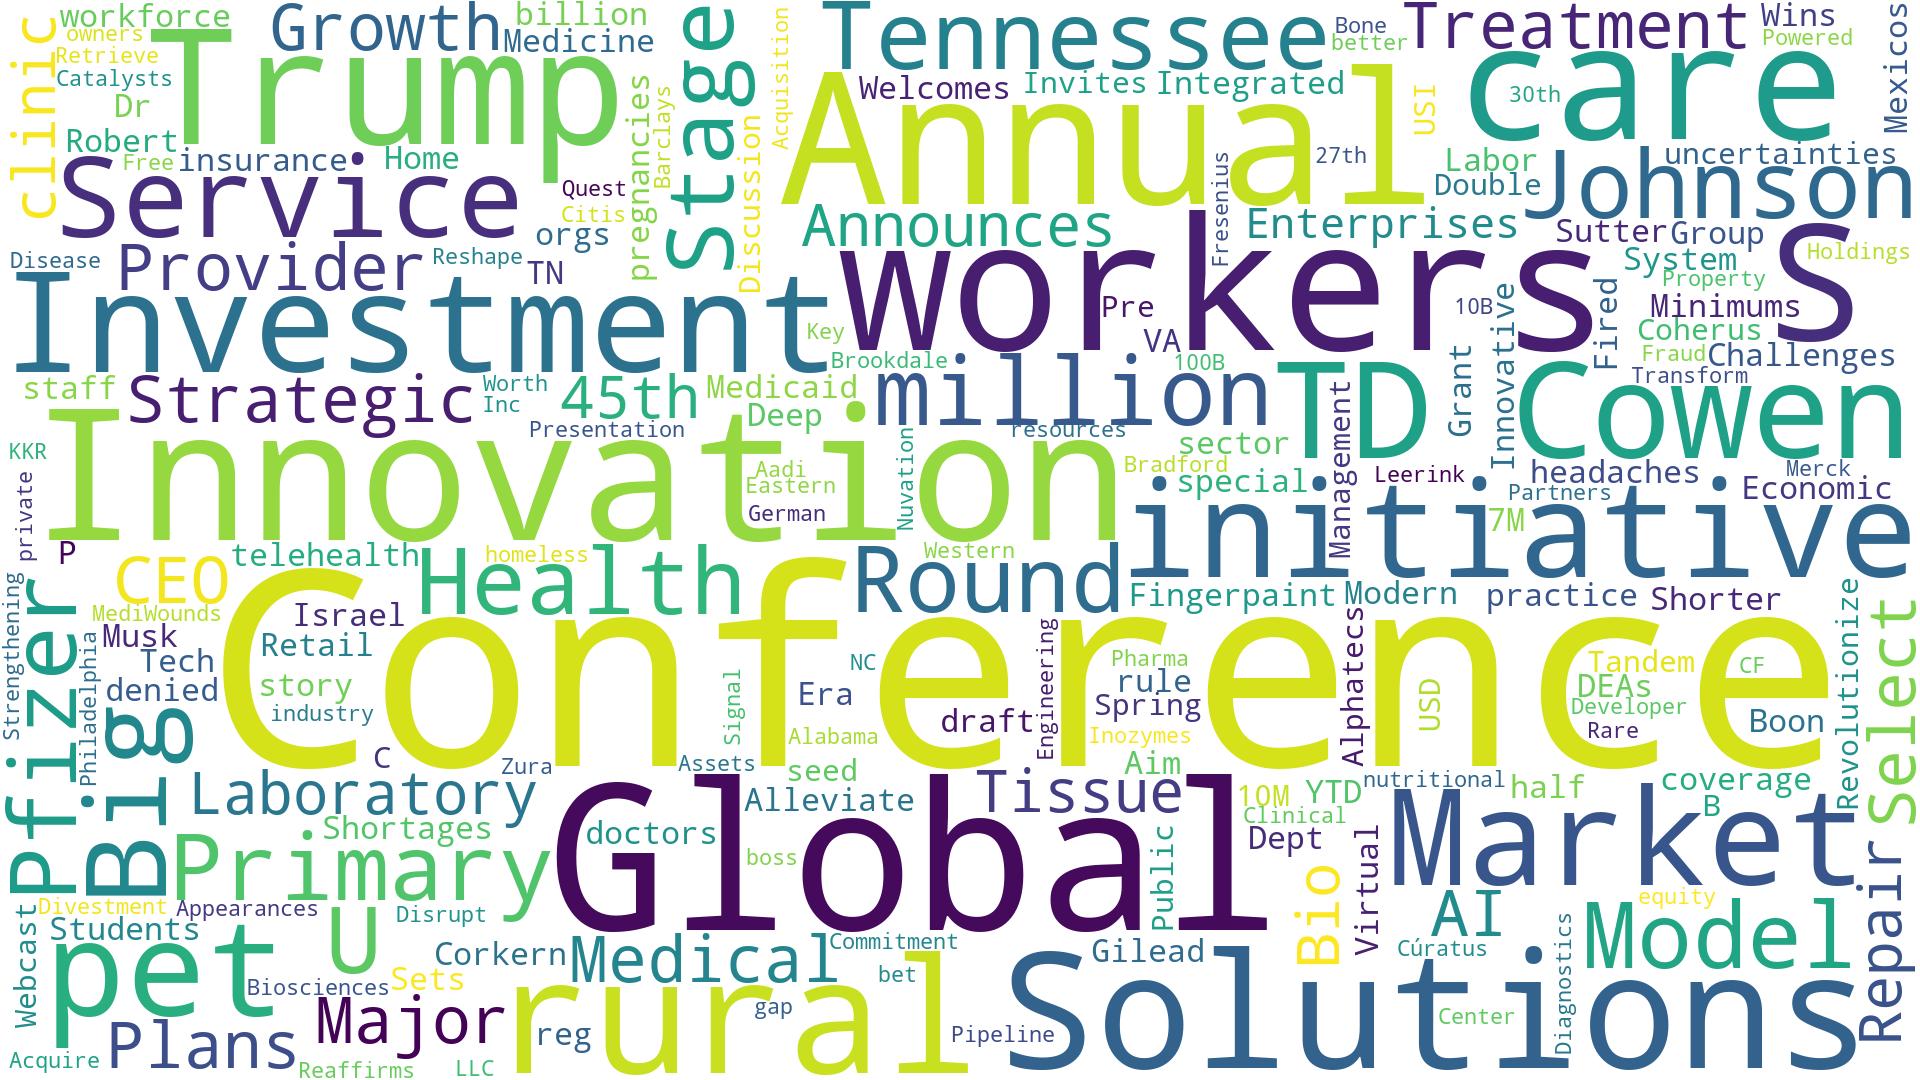 workforce
owners
Retrieve
Catalysts
Dr
Robert
Free
clinic
Trump
Growth
billion
Medicine
insurance
Home
Service
Quest
Citis
orgs
pregnancies
Barclays
Stage
Discussion
Acquisition
Tennessee
Bone
better
Treatment
Wins
Powered
Mexicos
Welcomes
Invites
Integrated
USI
care
30th
Annual
27th
Labor
Double
uncertainties
Johnson
Announces
Fresenius
Enterprises
Sutter
Group
Holdings
System
Property
Disease
Provider
Reshape
TN
Investment
Key
workers
Pre
VA
10B
S
Minimums
Coherus
Fraud
Challenges
Transform
Fired
Innovative
Grant
Brookdale
100B
million
TD Cowen
staff
Strategic
Worth
Inc
45th
Medicaid
Deep
Presentation
resources
sector
Bradford
special
Management
Leerink
headaches
Merck
Partners
Economic
7M
KKR
private
Innovation
Aadi
Eastern
German
Nuvation
initiative
P
CEO
telehealth
homeless
Health
Western
Round
Fingerpaint
Modern
practice
Shorter
Strengthening
Pfizer
MediWounds
Musk
Israel
Retail
Tech
denied
story
industry
Philadelphia
Big
Conference
NC
Era
Signal
Alabama
draft
Engineering
Pharma
rule
Spring
Inozymes
Alphatecs
USD
Tandem
DEAs
Developer
Rare
CF
Boon
Revolutionize
Select
C
Zura
Assets
seed
Aim
Laboratory
Alleviate
Tissue
10M
YTD
Clinical
Dept
nutritional
half
coverage
B
Shortages
doctors
boss
Primary
Global
Public
Virtual
Market
Divestment
Appearances
Disrupt
Students
Webcast
pet
U
Corkern
Medical
Commitment
bet
Gilead
Bio
AI
Cúratus
equity
Model
Repair
Biosciences
Sets
rural
gap
Solutions
Diagnostics
Center
Plans
Major
reg
Pipeline
Acquire
Reaffirms
LLC